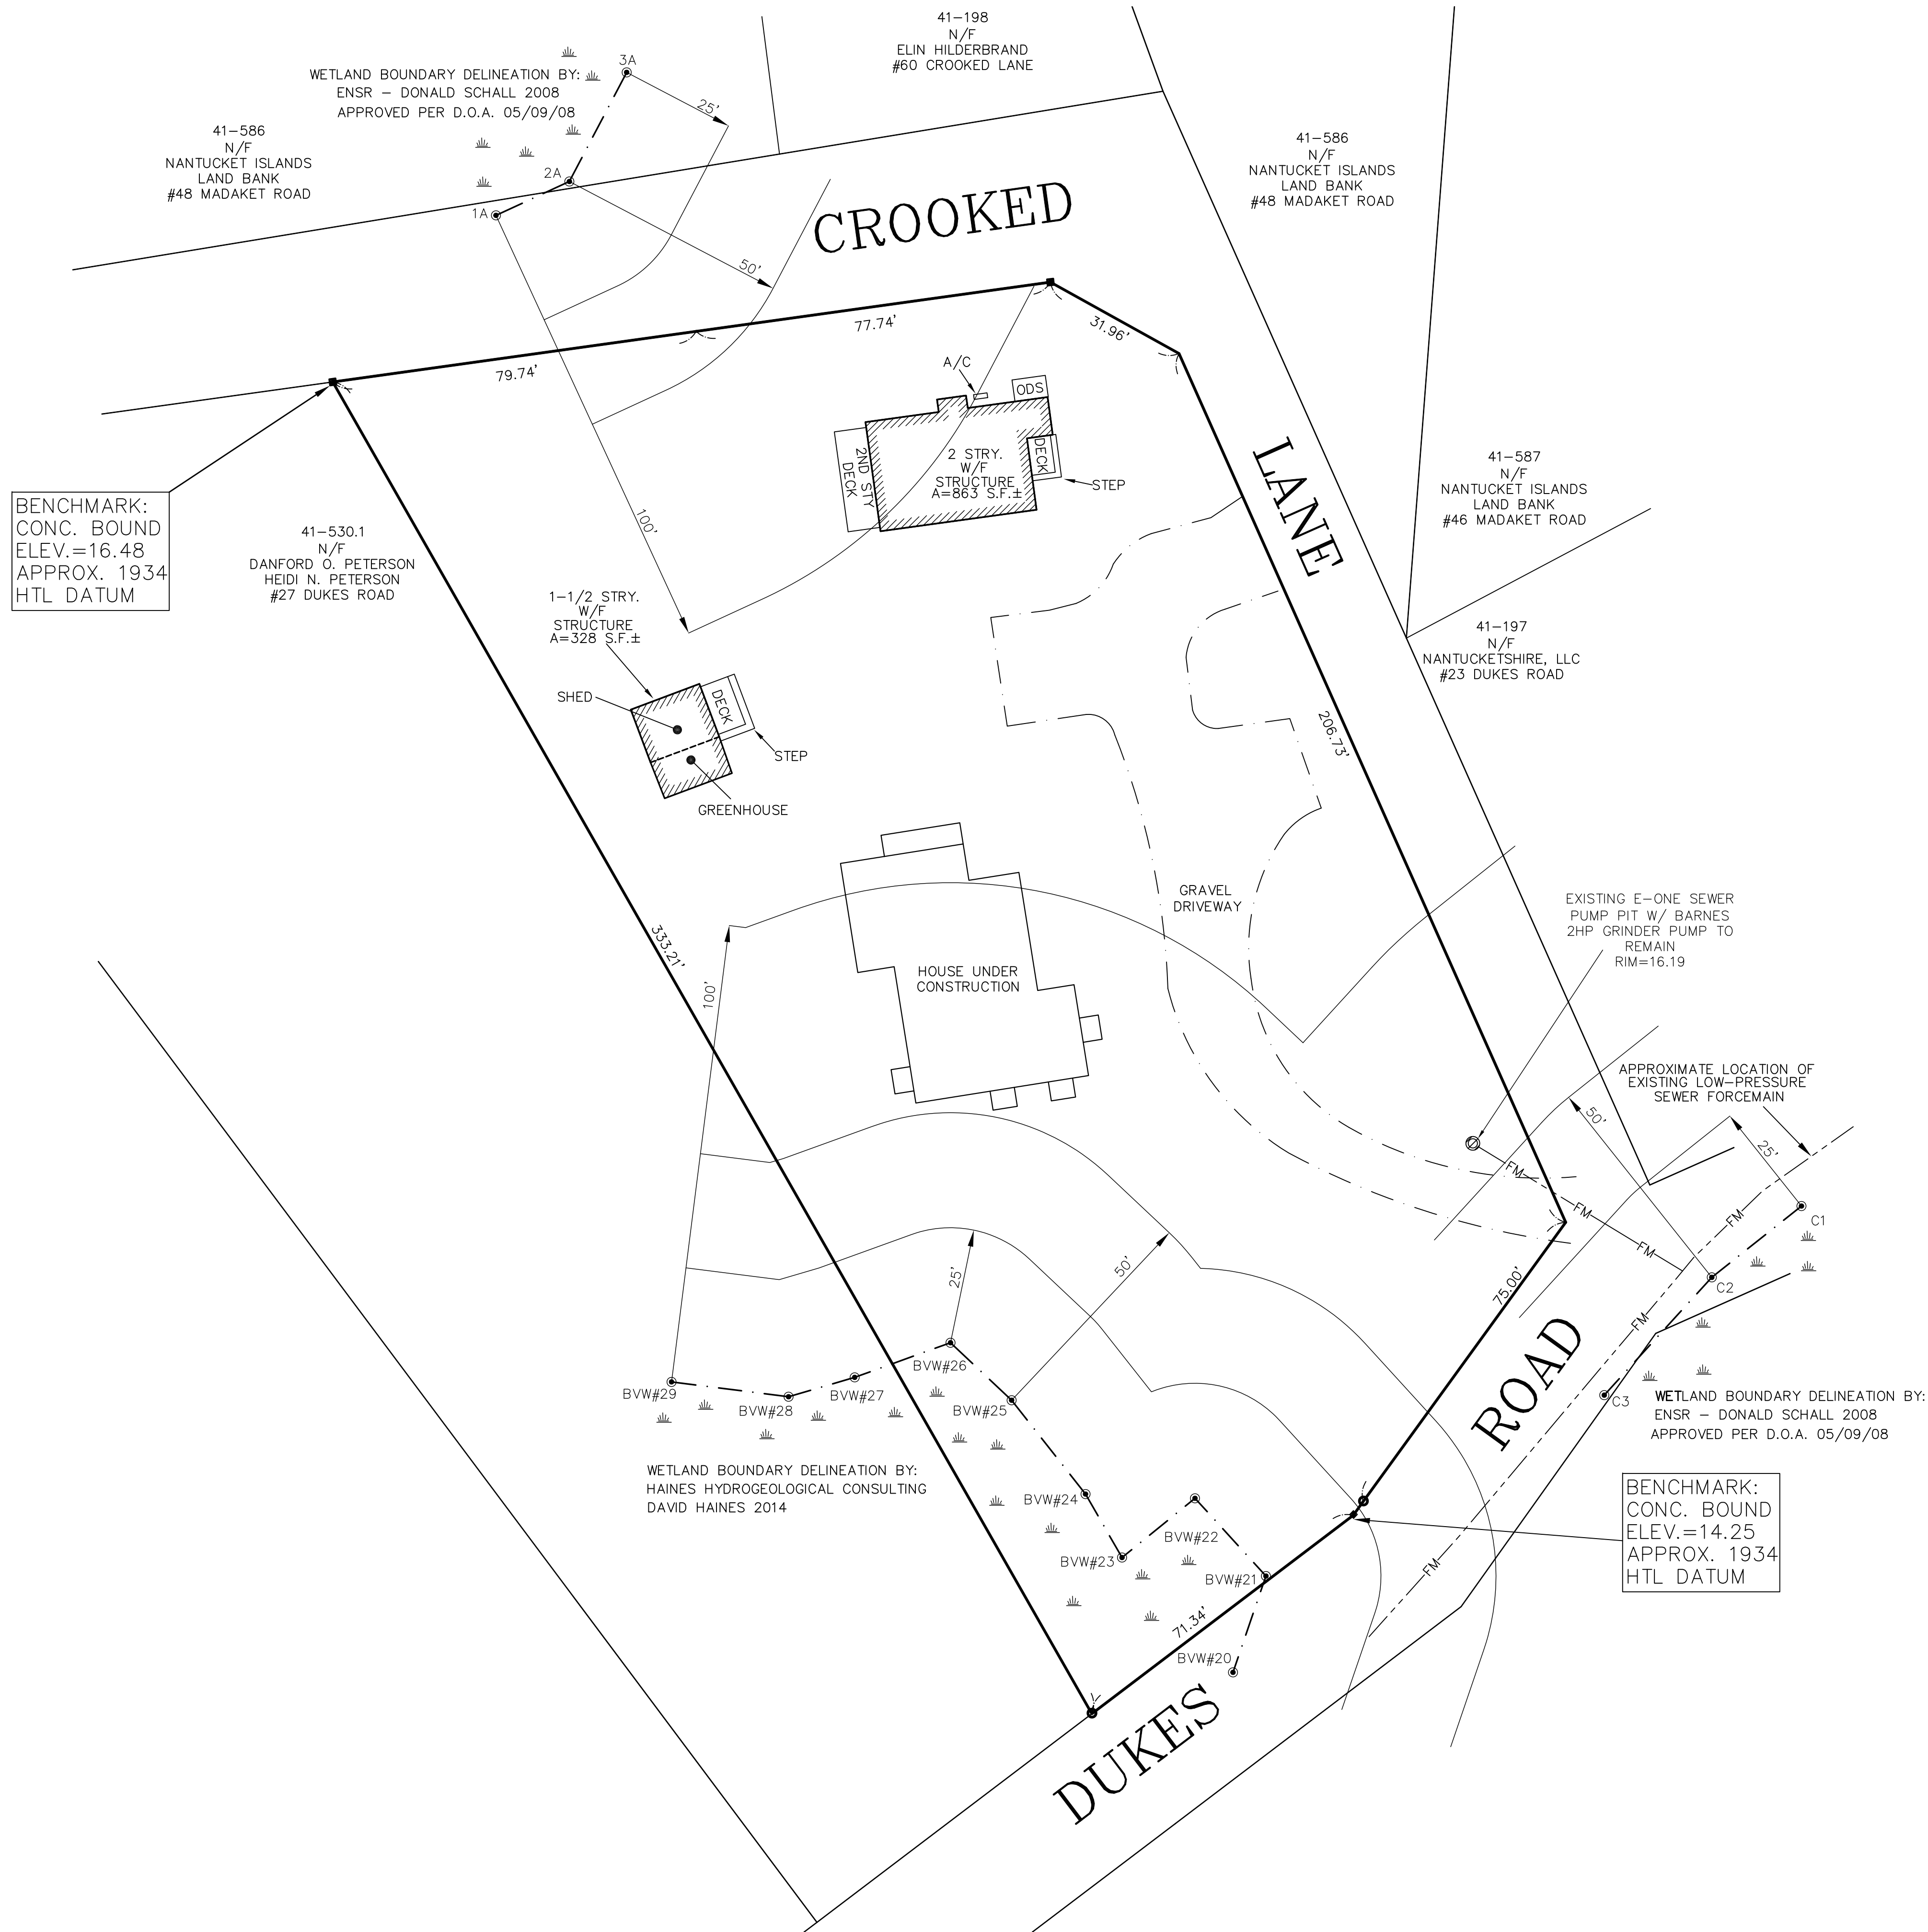 41-198
N/F
ELIN HILDERBRAND
#60 CROOKED LANE
3A
WETLAND BOUNDARY DELINEATION BY:
ENSR - DONALD SCHALL 2008
APPROVED PER D.O.A. 05/09/08
25'
41-586
N/F
NANTUCKET ISLANDS
LAND BANK
#48 MADAKET ROAD
2A
1A
50'
CROOKED
41-586
N/F
NANTUCKET ISLANDS
LAND BANK
#48 MADAKET ROAD
77.74'
31.96'
79.74'
A/C
ODS
2ND STY
DECK
2 STRY.
W/F
STRUCTURE
A=863 S.F.±
DECK
STEP
LANE
41-587
N/F
NANTUCKET ISLANDS
LAND BANK
#46 MADAKET ROAD
BENCHMARK:
CONC. BOUND
ELEV.=16.48
APPROX. 1934
HTL DATUM
41-530.1
N/F
DANFORD O. PETERSON
HEIDI N. PETERSON
#27 DUKES ROAD
100'
1-1/2 STRY.
W/F
STRUCTURE
A=328 S.F.±
41-197
N/F
NANTUCKETSHIRE, LLC
#23 DUKES ROAD
SHED
DECK
STEP
GREENHOUSE
206.73'
GRAVEL
DRIVEWAY
EXISTING E-ONE SEWER
PUMP PIT W/ BARNES
2HP GRINDER PUMP TO
REMAIN
RIM=16.19
333.21'
100'
HOUSE UNDER
CONSTRUCTION
APPROXIMATE LOCATION OF
EXISTING LOW-PRESSURE
SEWER FORCEMAIN
50'
25'
FM
FM
FM
FM
FM
FM
C1
C2
C3
75.00'
25'
50'
BVW#29
BVW#28
BVW#27
BVW#26
BVW#25
ROAD
WETLAND BOUNDARY DELINEATION BY:
ENSR - DONALD SCHALL 2008
APPROVED PER D.O.A. 05/09/08
WETLAND BOUNDARY DELINEATION BY:
HAINES HYDROGEOLOGICAL CONSULTING
DAVID HAINES 2014
BVW#24
BVW#23
BVW#22
BVW#21
BENCHMARK:
CONC. BOUND
ELEV.=14.25
APPROX. 1934
HTL DATUM
71.34'
BVW#20
DUKES